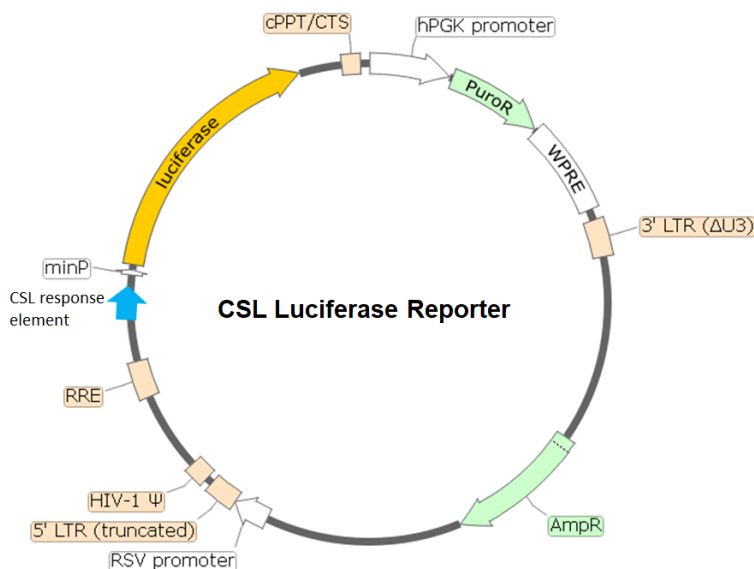 cPPT/CTS
hPGK promoter
PuroR
WPRE
luciferase
3' LTR (ΔU3)
minP
CSL response
element
CSL Luciferase Reporter
RRE
HIV-1 Ψ
5' LTR (truncated)
RSV promoter
AmpR